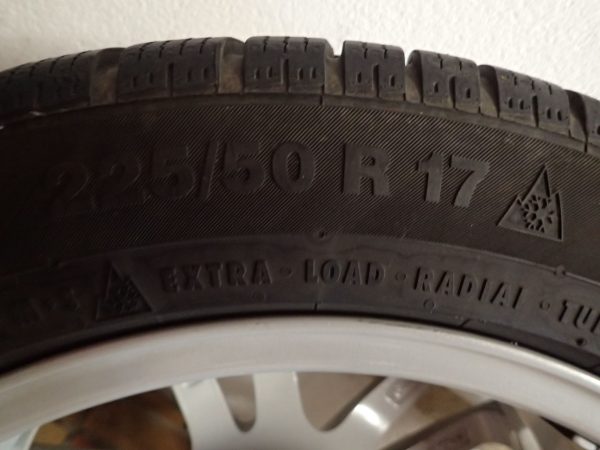 225/50 R 17
EXTRA · LOAD · RADIAL ·